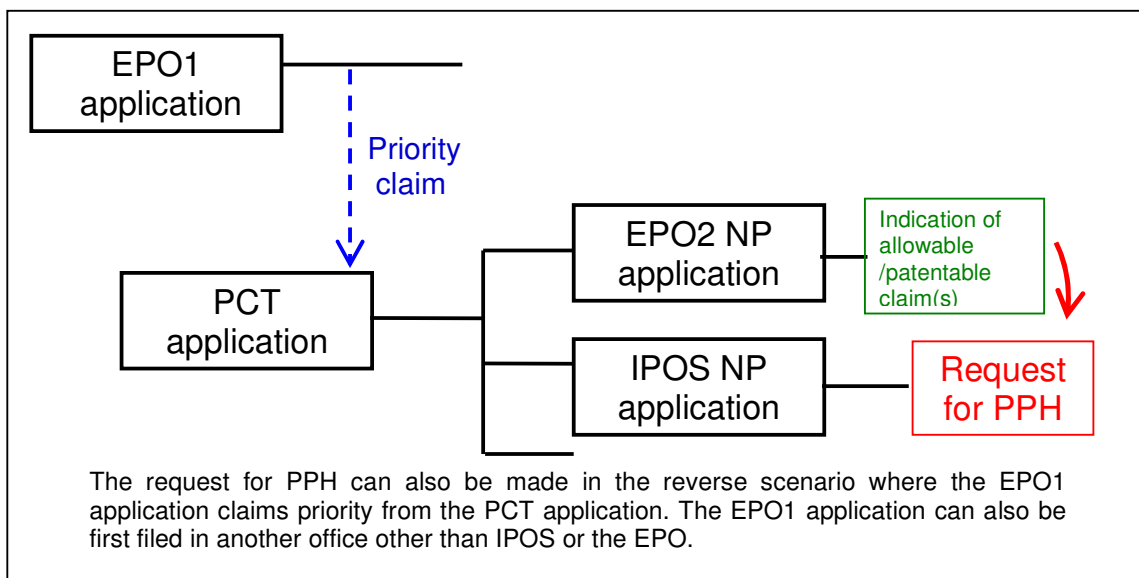 EPO1
application
Priority
claim
PCT
application
EPO2 NP
application
Indication of
allowable
/patentable
claim(s)
IPOS NP
application
Request
for PPH
The request for PPH can also be made in the reverse scenario where the EPO1
application claims priority from the PCT application. The EPO1 application can also be
first filed in another office other than IPOS or the EPO.